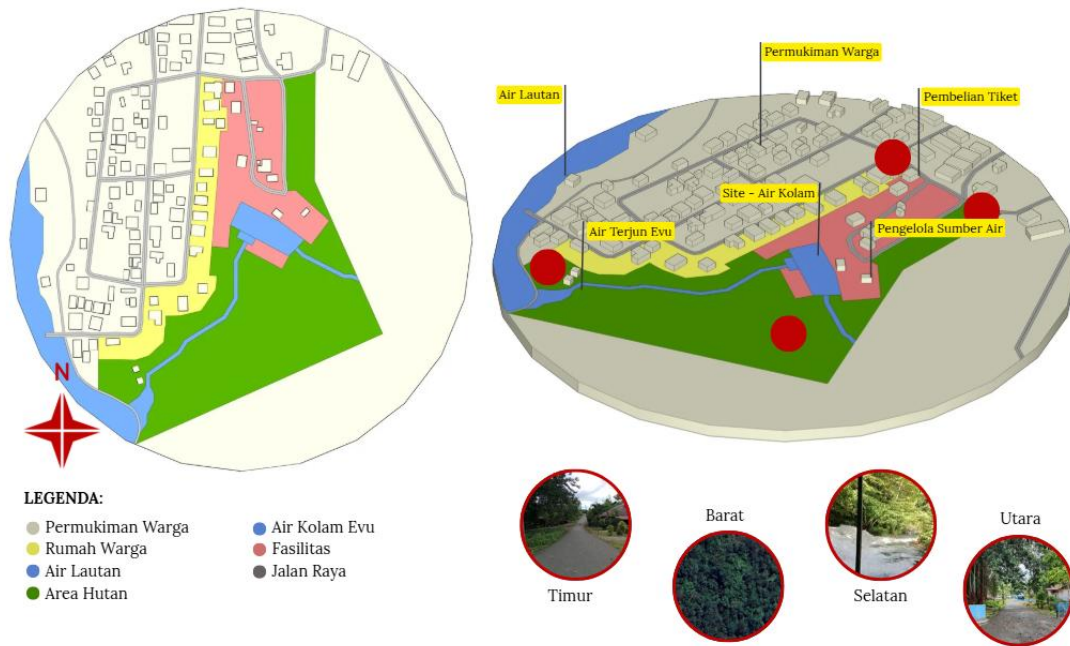 Permukiman Warga
Air Lautan
Pembelian Tiket
Site - Air Kolam
Air Terjun Evu
Pengelola Sumber Air
N
LEGENDA:
Permukiman Warga
Rumah Warga
Air Lautan
Area Hutan
Air Kolam Evu
Fasilitas
Jalan Raya
Timur
Barat
Selatan
Utara